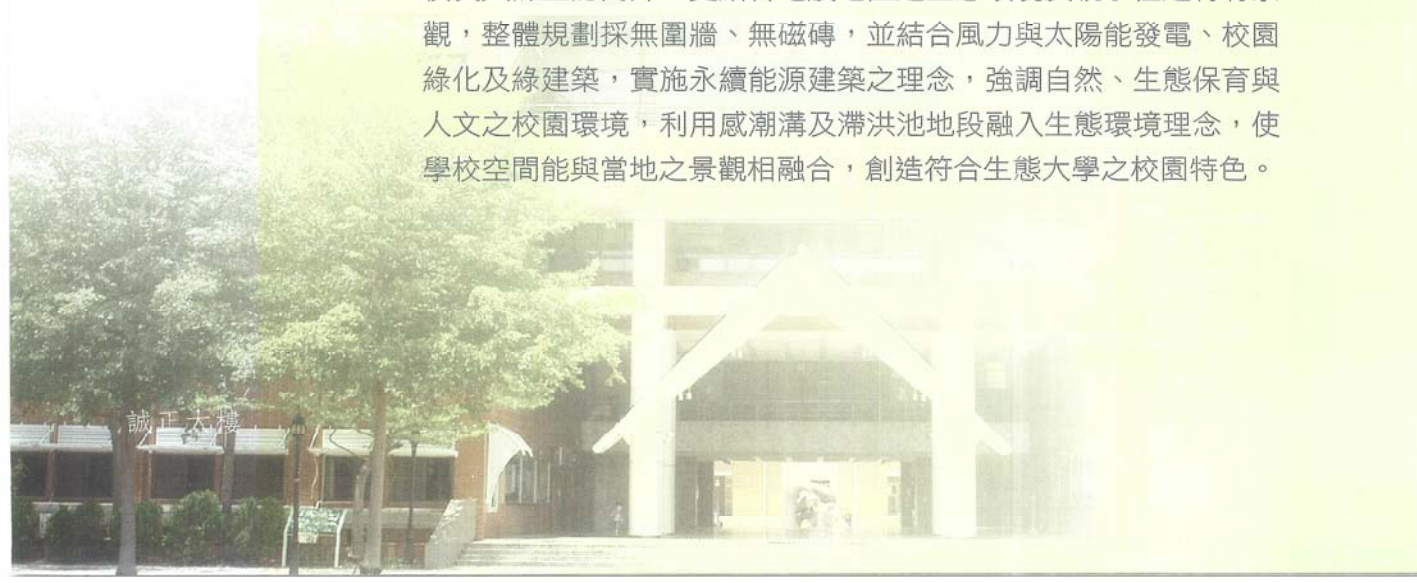 觀，整體規劃採無圍牆、無磁磚，並結合風力與太陽能發電、校園
綠化及綠建築，實施永續能源建築之理念，強調自然、生態保育與
人文之校園環境，利用感潮溝及滯洪池地段融入生態環境理念，使
學校空間能與當地之景觀相融合，創造符合生態大學之校園特色。
誠正大樓